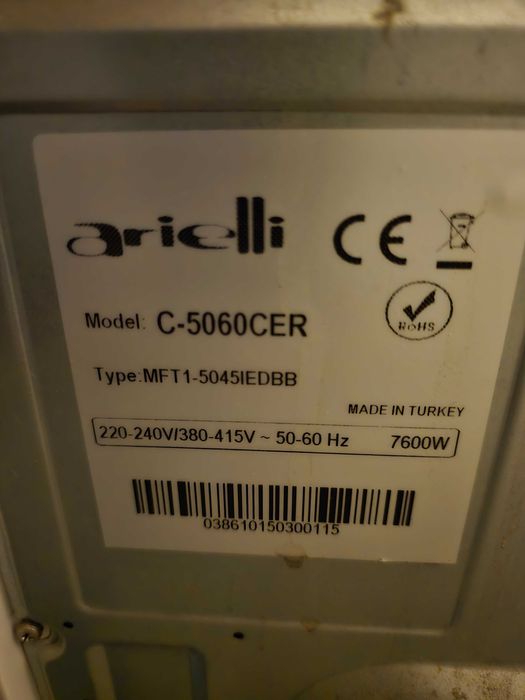 arielli CE
Model: C-5060CER
RoHS
Type:MFT1-5045IEDBB
MADE IN TURKEY
220-240V/380-415V ~ 50-60 Hz 7600W
038610150300115